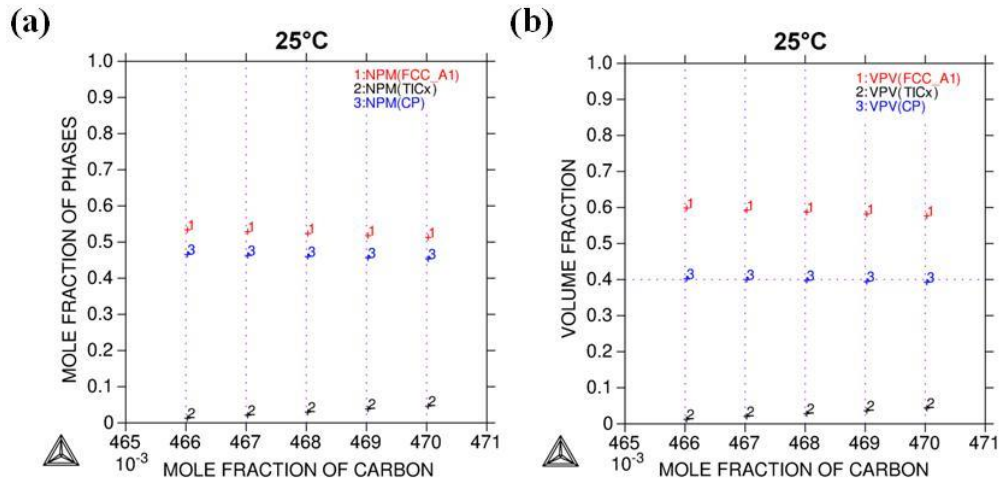 (a)
25°C
1:NPM(FCC_A1)
2:NPM(TICx)
3:NPM(CP)
MOLE FRACTION OF PHASES
1.0
0.9
0.8
0.7
0.6
0.5
0.4
0.3
0.2
0.1
0
1 1 1 1 1
3 3 3 3 3
2 2 2 2 2
465 466 467 468 469 470 471
10⁻³ MOLE FRACTION OF CARBON
(b)
25°C
1:VPV(FCC_A1)
2:VPV(TICx)
3:VPV(CP)
VOLUME FRACTION
1.0
0.9
0.8
0.7
0.6
0.5
0.4
0.3
0.2
0.1
0
1 1 1 1 1
3 3 3 3 3
2 2 2 2 2
465 466 467 468 469 470 471
10⁻³ MOLE FRACTION OF CARBON